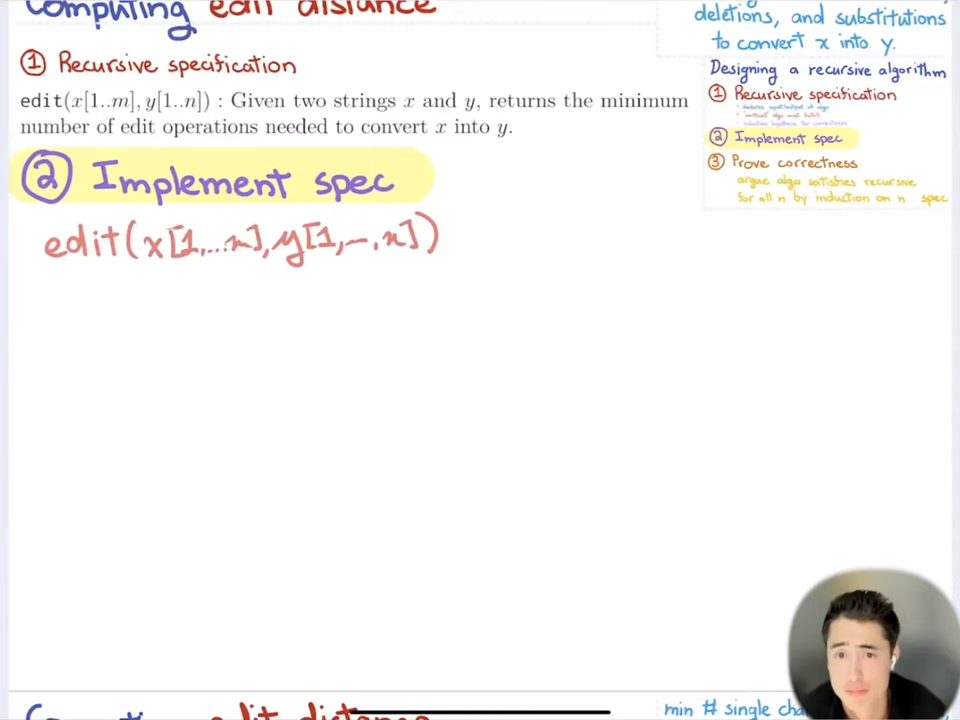 Computing edit distance
deletions, and substitutions
to convert x into y.
① Recursive specification
edit(x[1..m], y[1..n]) : Given two strings x and y, returns the minimum
number of edit operations needed to convert x into y.
② Implement spec
edit(x[1,...n], y[1,-,n])
Designing a recursive algorithm
① Recursive specification
② Implement spec
③ Prove correctness
argue algo satisfies recursive
for all n by induction on n spec
edit distance
min # single cha